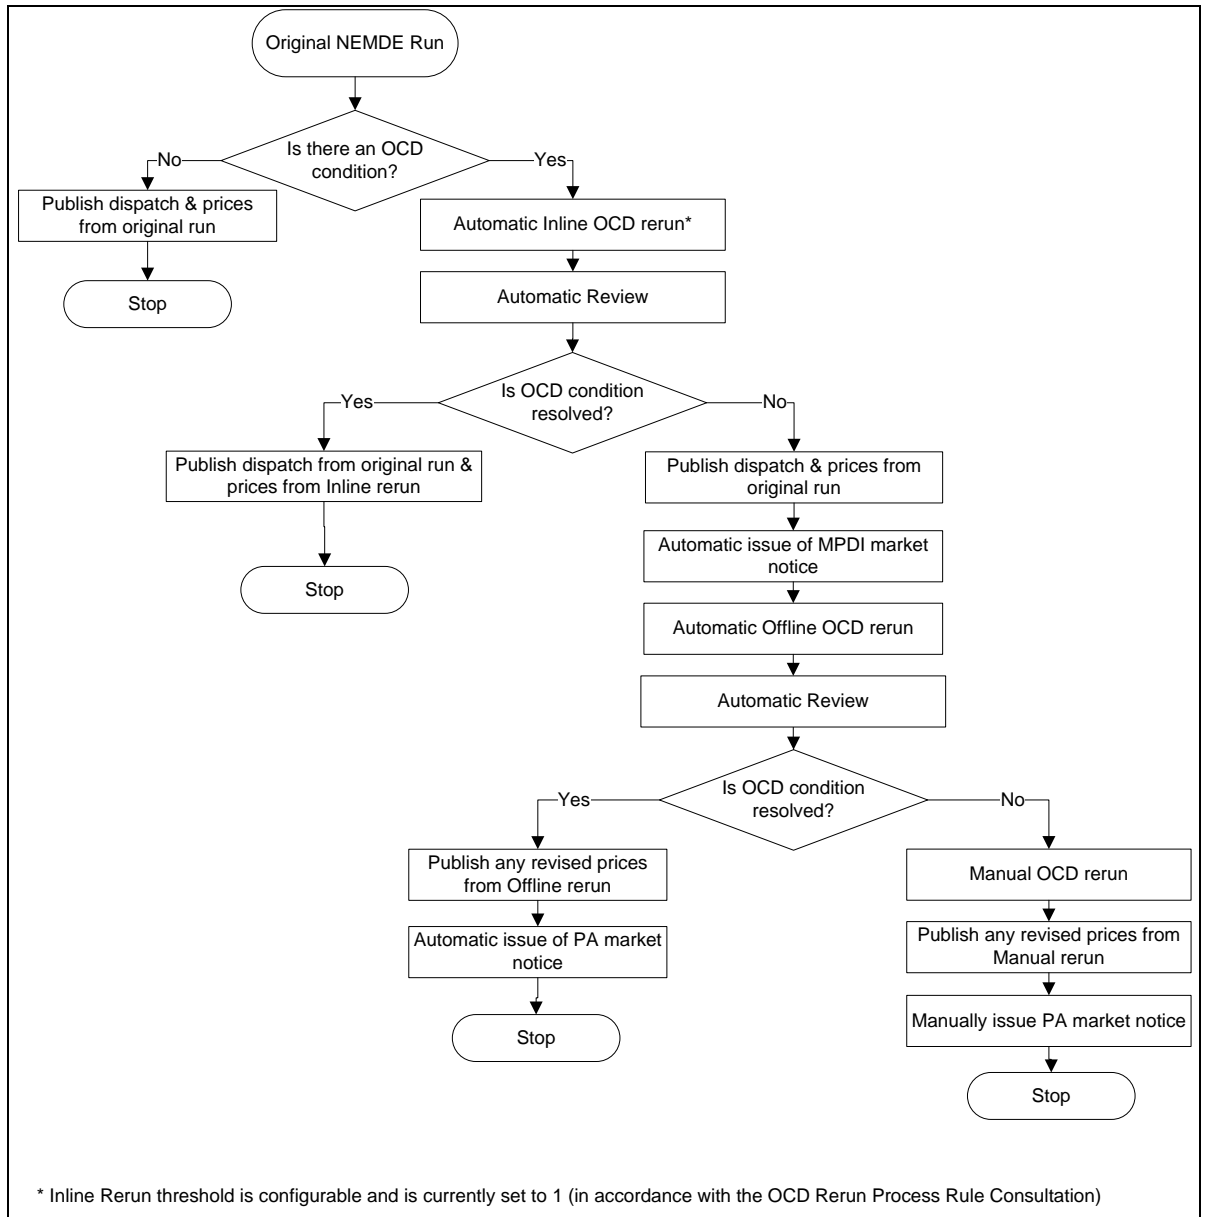 Original NEMDE Run
Is there an OCD
condition?
No
Yes
Publish dispatch & prices
from original run
Automatic Inline OCD rerun*
Stop
Automatic Review
Is OCD condition
resolved?
Yes
No
Publish dispatch from original run &
prices from Inline rerun
Publish dispatch & prices from
original run
Automatic issue of MPDI market
notice
Stop
Automatic Offline OCD rerun
Automatic Review
Is OCD condition
resolved?
Yes
No
Publish any revised prices
from Offline rerun
Manual OCD rerun
Automatic issue of PA market
notice
Publish any revised prices from
Manual rerun
Stop
Manually issue PA market notice
Stop
* Inline Rerun threshold is configurable and is currently set to 1 (in accordance with the OCD Rerun Process Rule Consultation)